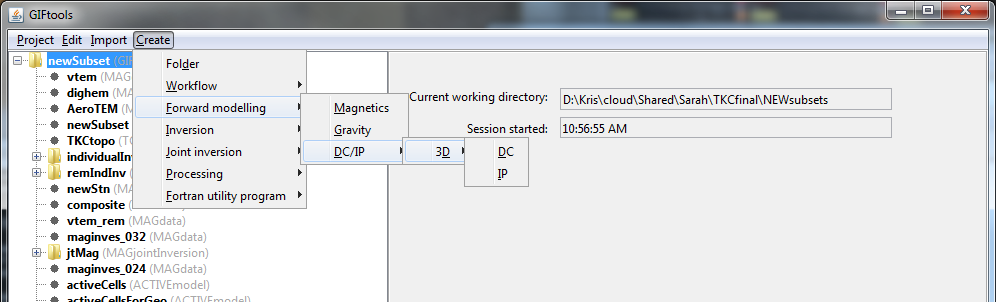 GIFtools
Project Edit Import Create
newSubset (GIF
vtem (MA
dighem (
AeroTEM (
newSubset
TKCtopo (
individualInv
remIndInv (
newStn (M
composite (
vtem_rem (MAGdata)
maginves_032 (MAGdata)
jtMag (MAGjointInversion)
maginves_024 (MAGdata)
activeCells (ACTIVEmodel)
activeCellsForGeo (ACTIVEmodel)
Folder
Workflow
Forward modelling
Inversion
Joint inversion
Processing
Fortran utility program
Magnetics
Gravity
DC/IP
3D
DC
IP
Current working directory: D:\Kris\cloud\Shared\Sarah\TKCfinal\NEWsubsets
Session started: 10:56:55 AM